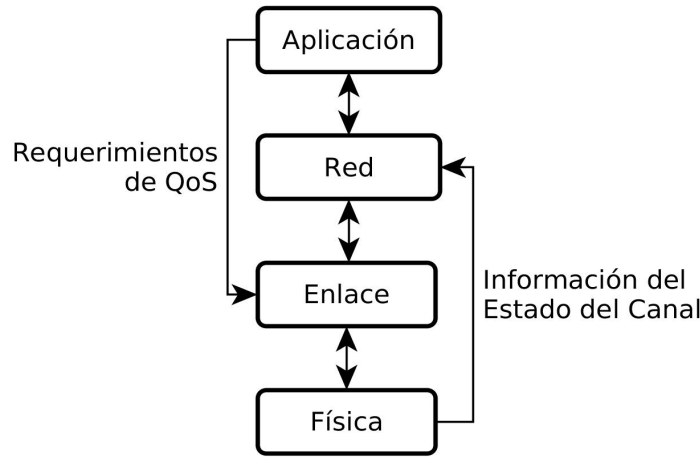 Aplicación
Requerimientos
de QoS
Red
Enlace
Información del
Estado del Canal
Física